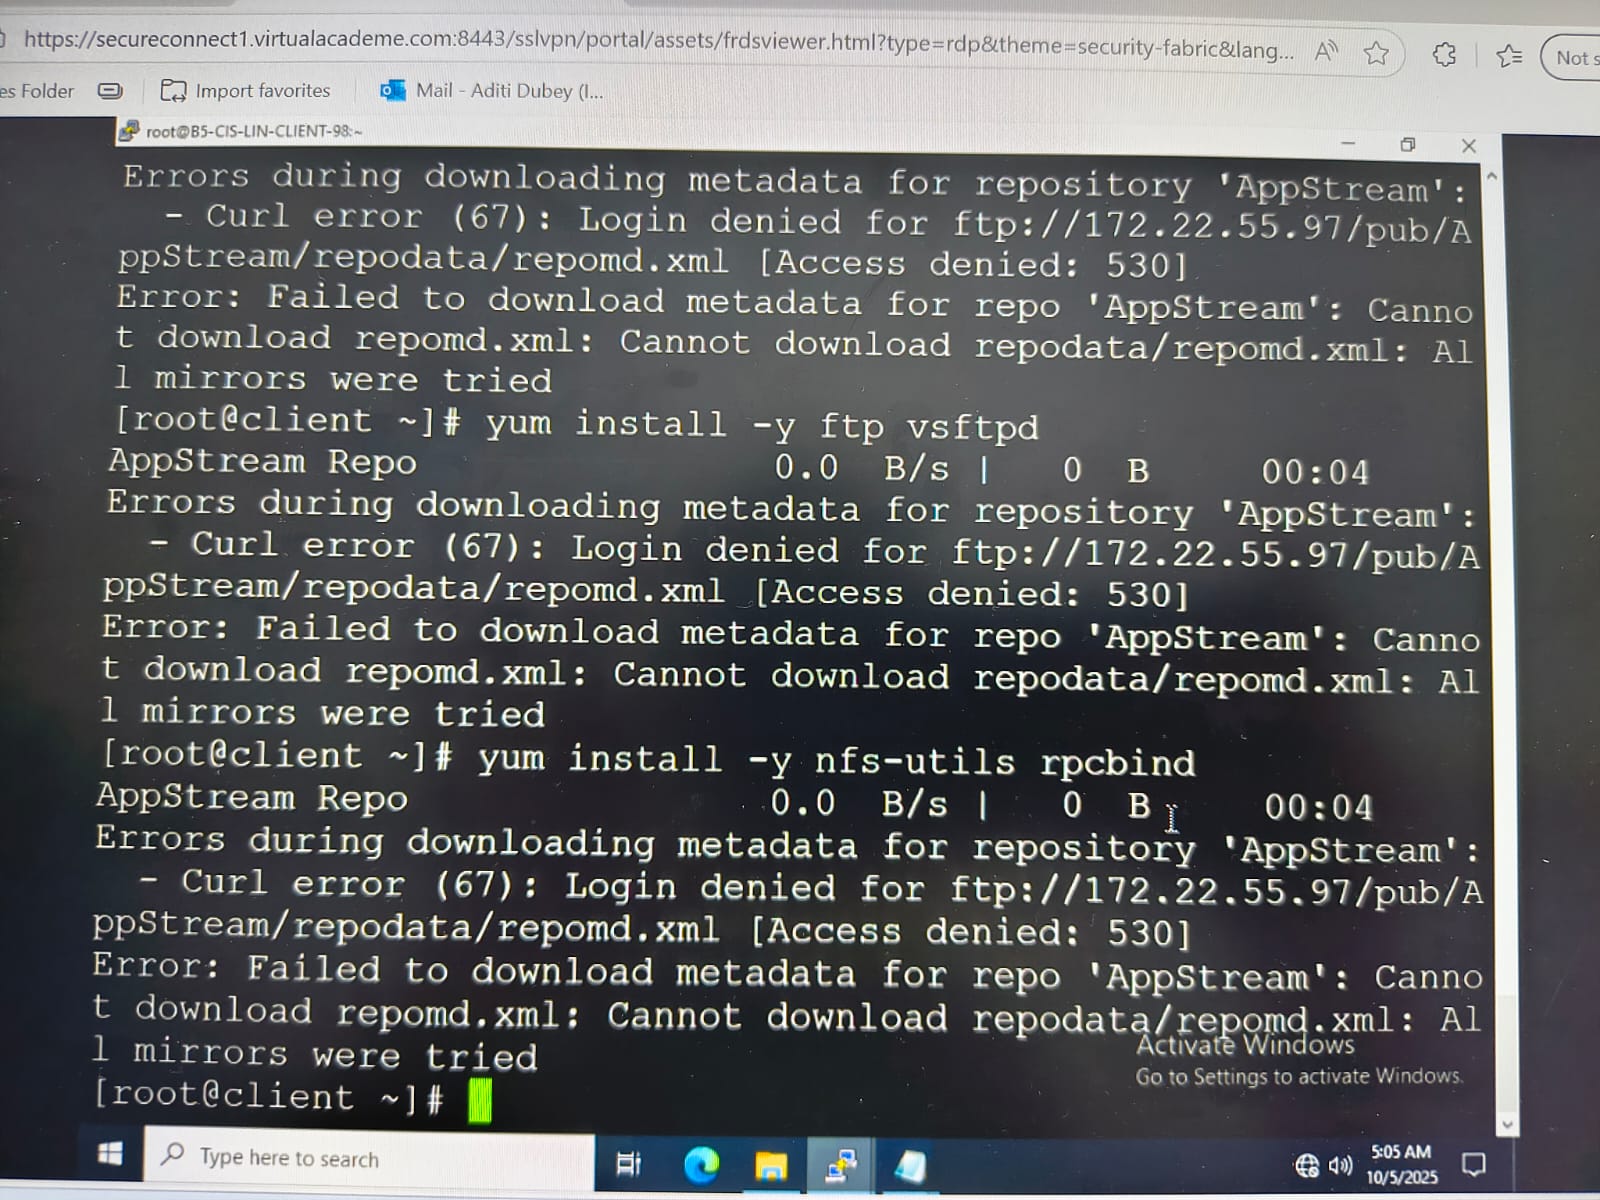 https://secureconnect1.virtualacademe.com:8443/sslvpn/portal/assets/frdsviewer.html?type=rdp&theme=security-fabric&lang... A Not s
es Folder Import favorites Mail - Aditi Dubey (I...
root@B5-CIS-LIN-CLIENT-98:~
Errors during downloading metadata for repository 'AppStream':
- Curl error (67): Login denied for ftp://172.22.55.97/pub/A
ppStream/repodata/repomd.xml [Access denied: 530]
Error: Failed to download metadata for repo 'AppStream': Canno
t download repomd.xml: Cannot download repodata/repomd.xml: Al
l mirrors were tried
[root@client ~]# yum install -y ftp vsftpd
AppStream Repo 0.0 B/s | 0 B 00:04
Errors during downloading metadata for repository 'AppStream':
- Curl error (67): Login denied for ftp://172.22.55.97/pub/A
ppStream/repodata/repomd.xml [Access denied: 530]
Error: Failed to download metadata for repo 'AppStream': Canno
t download repomd.xml: Cannot download repodata/repomd.xml: Al
l mirrors were tried
[root@client ~]# yum install -y nfs-utils rpcbind
AppStream Repo 0.0 B/s | 0 B 00:04
Errors during downloading metadata for repository 'AppStream':
- Curl error (67): Login denied for ftp://172.22.55.97/pub/A
ppStream/repodata/repomd.xml [Access denied: 530]
Error: Failed to download metadata for repo 'AppStream': Canno
t download repomd.xml: Cannot download repodata/repomd.xml: Al
l mirrors were tried
Activate Windows
Go to Settings to activate Windows.
[root@client ~]#
Type here to search
5:05 AM
10/5/2025